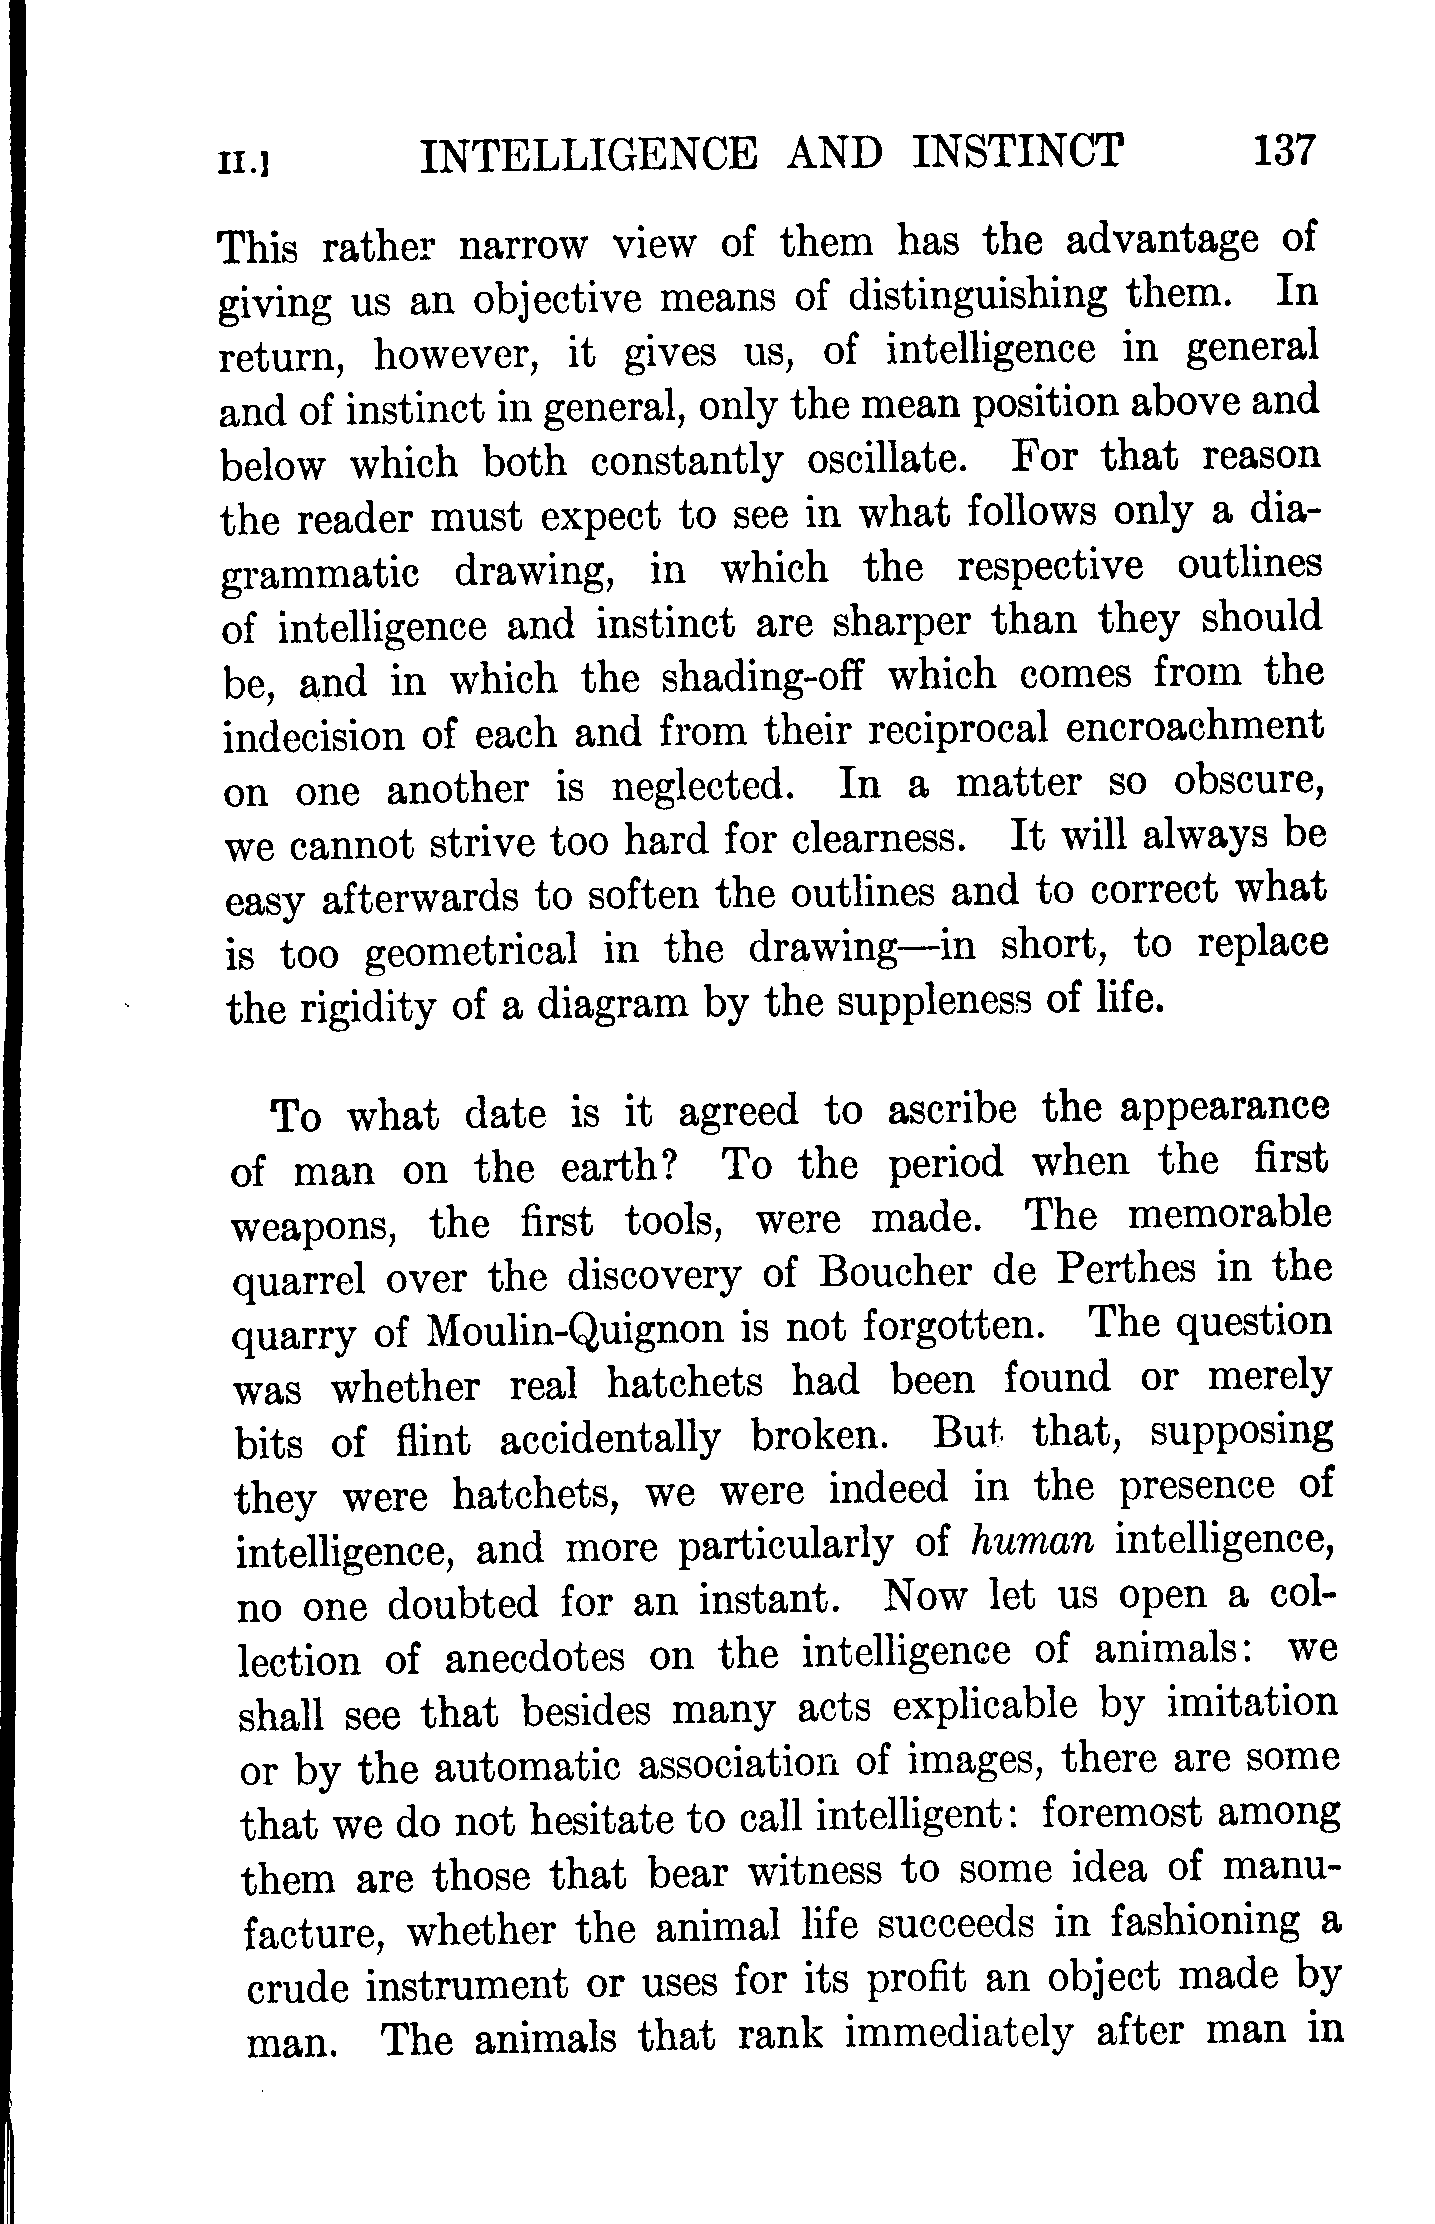 II.] INTELLIGENCE AND INSTINCT 137
This rather narrow view of them has the advantage of
giving us an objective means of distinguishing them. In
return, however, it gives us, of intelligence in general
and of instinct in general, only the mean position above and
below which both constantly oscillate. For that reason
the reader must expect to see in what follows only a dia-
grammatic drawing, in which the respective outlines
of intelligence and instinct are sharper than they should
be, and in which the shading-off which comes from the
indecision of each and from their reciprocal encroachment
on one another is neglected. In a matter so obscure,
we cannot strive too hard for clearness. It will always be
easy afterwards to soften the outlines and to correct what
is too geometrical in the drawing—in short, to replace
the rigidity of a diagram by the suppleness of life.
To what date is it agreed to ascribe the appearance
of man on the earth? To the period when the first
weapons, the first tools, were made. The memorable
quarrel over the discovery of Boucher de Perthes in the
quarry of Moulin-Quignon is not forgotten. The question
was whether real hatchets had been found or merely
bits of flint accidentally broken. But that, supposing
they were hatchets, we were indeed in the presence of
intelligence, and more particularly of human intelligence,
no one doubted for an instant. Now let us open a col-
lection of anecdotes on the intelligence of animals: we
shall see that besides many acts explicable by imitation
or by the automatic association of images, there are some
that we do not hesitate to call intelligent: foremost among
them are those that bear witness to some idea of manu-
facture, whether the animal life succeeds in fashioning a
crude instrument or uses for its profit an object made by
man. The animals that rank immediately after man in